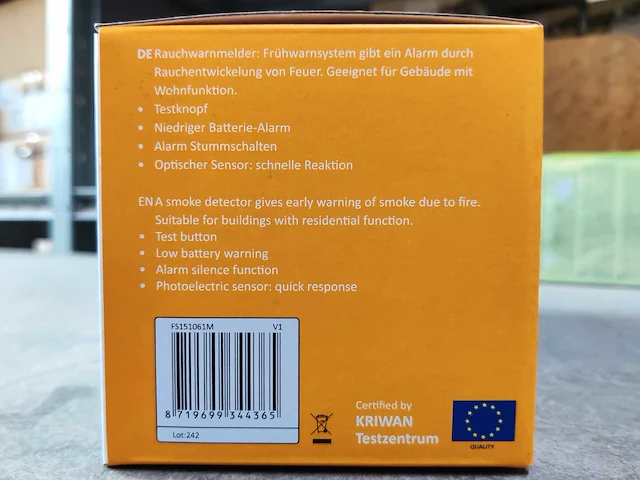 DE Rauchwarnmelder: Frühwarnsystem gibt ein Alarm durch
Rauchentwickelung von Feuer. Geeignet für Gebäude mit
Wohnfunktion.
• Testknopf
• Niedriger Batterie-Alarm
• Alarm Stummschalten
• Optischer Sensor: schnelle Reaktion
EN A smoke detector gives early warning of smoke due to fire.
Suitable for buildings with residential function.
• Test button
• Low battery warning
• Alarm silence function
• Photoelectric sensor: quick response
FS151061M V1
8 719699 344365
Lot:242
Certified by
KRIWAN
Testzentrum
QUALITY